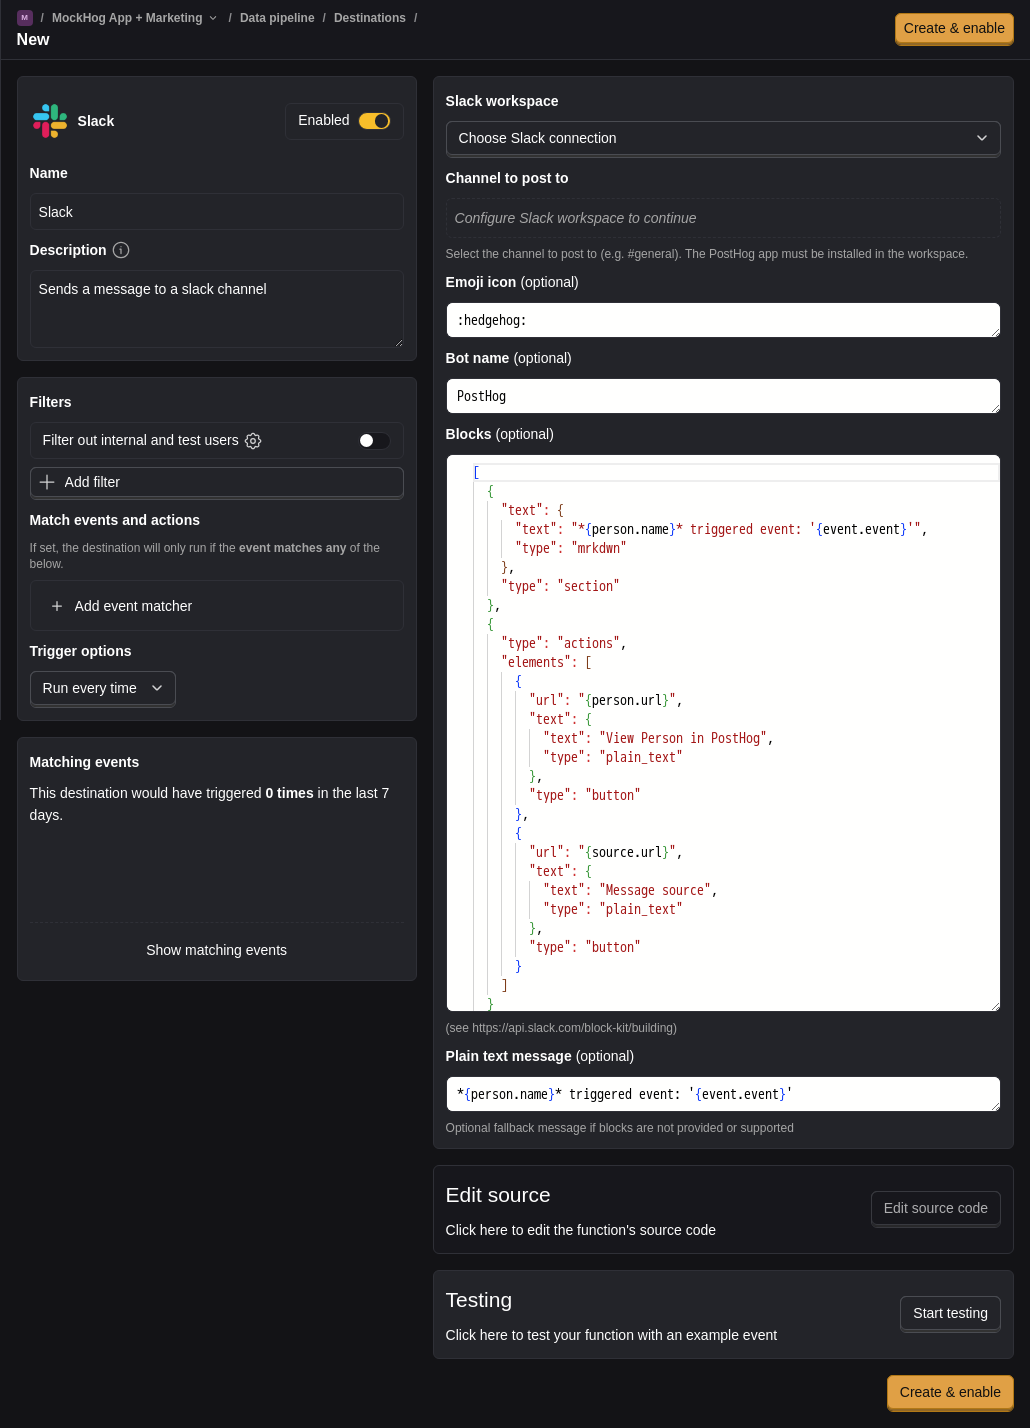 M / MockHog App + Marketing / Data pipeline / Destinations /
New
Create & enable
Slack
Enabled
Name
Slack
Description
Sends a message to a slack channel
Filters
Filter out internal and test users
Add filter
Match events and actions
If set, the destination will only run if the event matches any of the
below.
Add event matcher
Trigger options
Run every time
Matching events
This destination would have triggered 0 times in the last 7
days.
Show matching events
Slack workspace
Choose Slack connection
Channel to post to
Configure Slack workspace to continue
Select the channel to post to (e.g. #general). The PostHog app must be installed in the workspace.
Emoji icon (optional)
:hedgehog:
Bot name (optional)
PostHog
Blocks (optional)
[
  {
    "text": {
      "text": "*{person.name}* triggered event: '{event.event}'",
      "type": "mrkdwn"
    },
    "type": "section"
  },
  {
    "type": "actions",
    "elements": [
      {
        "url": "{person.url}",
        "text": {
          "text": "View Person in PostHog",
          "type": "plain_text"
        },
        "type": "button"
      },
      {
        "url": "{source.url}",
        "text": {
          "text": "Message source",
          "type": "plain_text"
        },
        "type": "button"
      }
    ]
  }
(see https://api.slack.com/block-kit/building)
Plain text message (optional)
*{person.name}* triggered event: '{event.event}'
Optional fallback message if blocks are not provided or supported
Edit source
Click here to edit the function's source code
Edit source code
Testing
Click here to test your function with an example event
Start testing
Create & enable